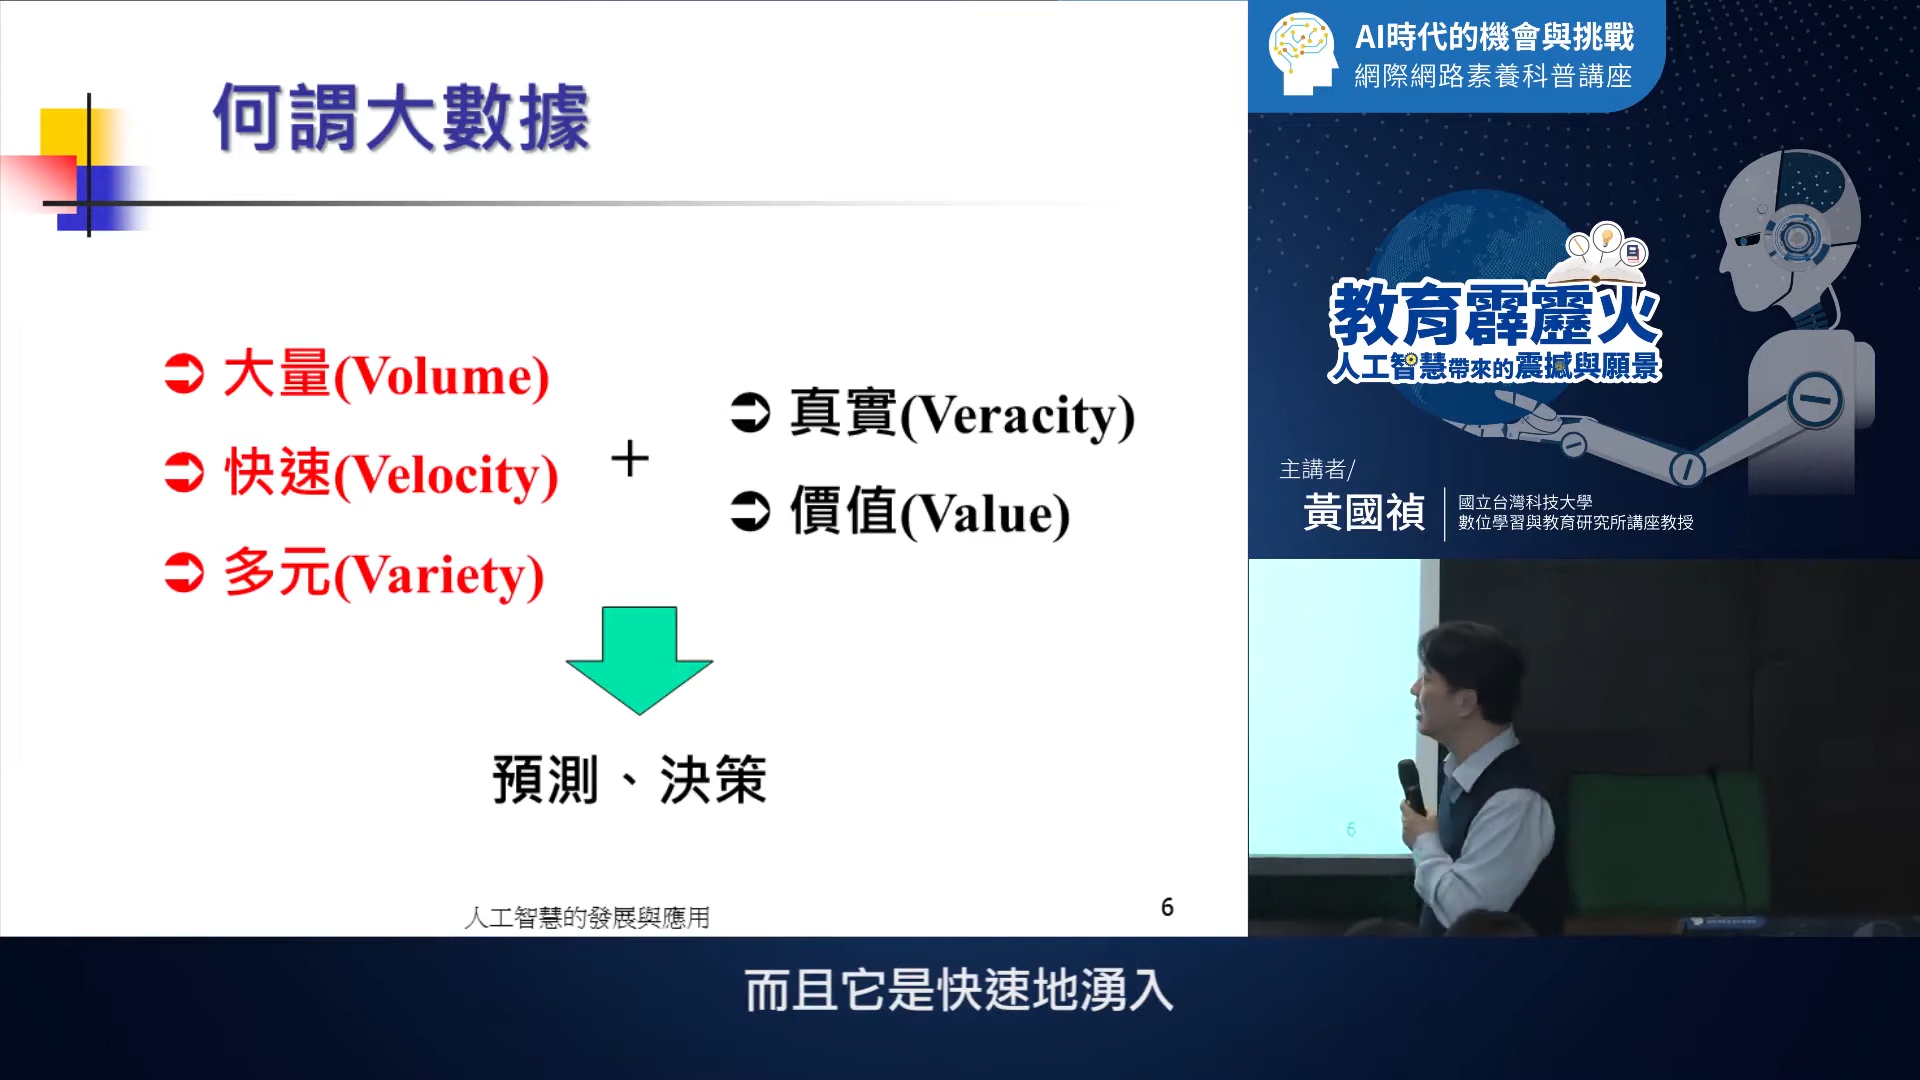 何謂大數據
大量(Volume)
快速(Velocity)
多元(Variety)
+
真實(Veracity)
價值(Value)
預測、決策
人工智慧的發展與應用
6
AI時代的機會與挑戰
網際網路素養科普講座
教育霹靂火
人工智慧帶來的震撼與願景
主講者/
黃國禎
國立台灣科技大學
數位學習與教育研究所講座教授
6
而且它是快速地湧入